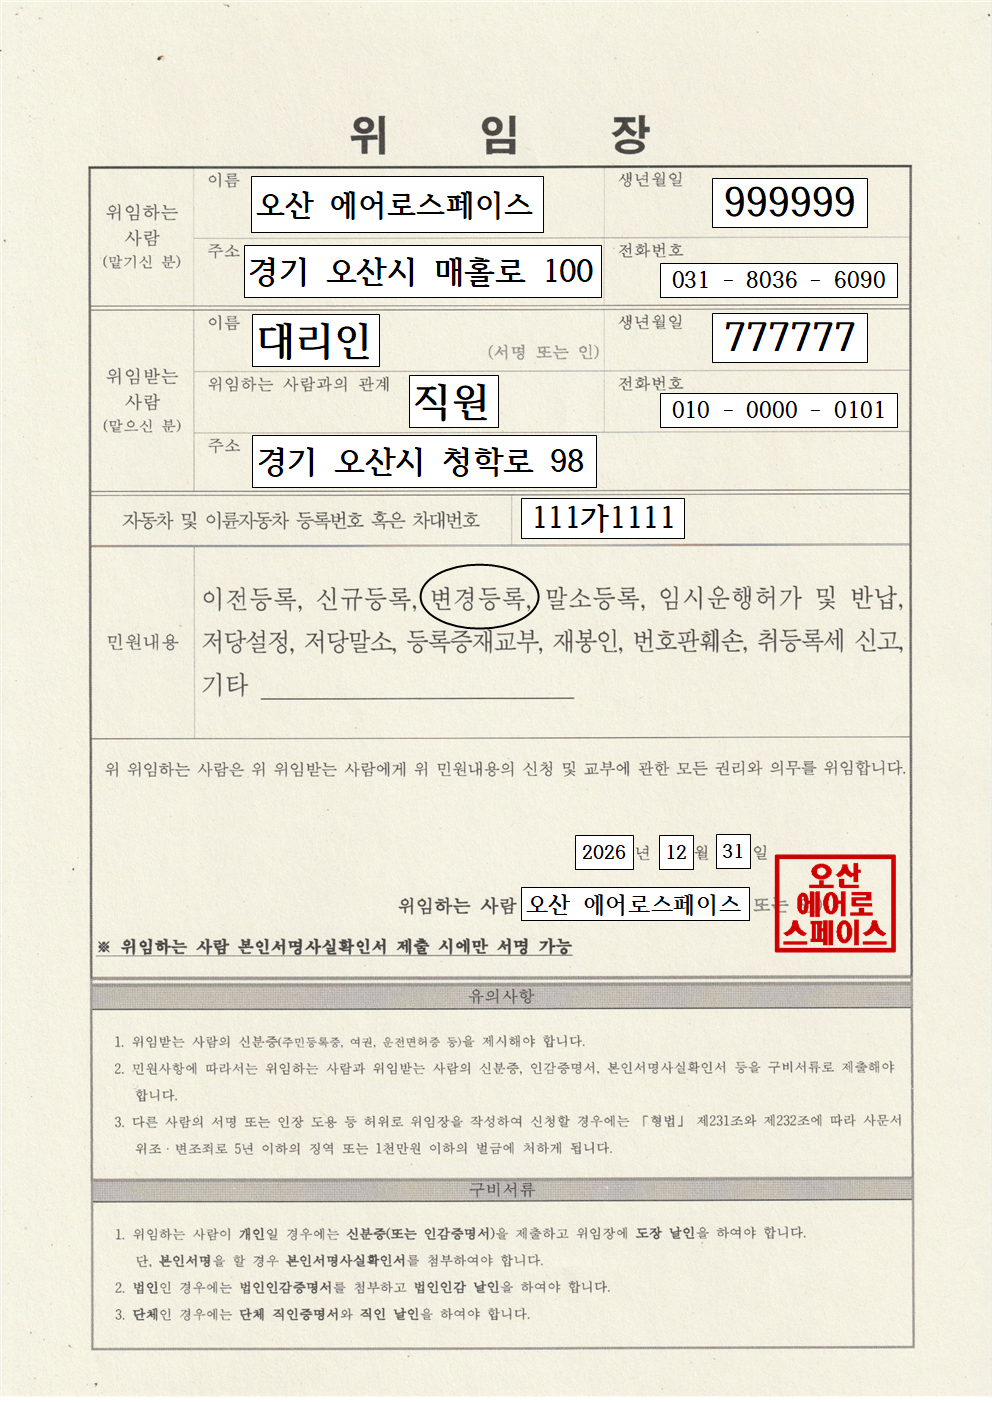 위 임 장
위임하는
사람
(맡기신 분)
이름
오산 에어로스페이스
생년월일
999999
주소
경기 오산시 매홀로 100
전화번호
031 - 8036 - 6090
위임받는
사람
(맡으신 분)
이름
대리인
(서명 또는 인)
생년월일
777777
위임하는 사람과의 관계
직원
전화번호
010 - 0000 - 0101
주소
경기 오산시 청학로 98
자동차 및 이륜자동차 등록번호 혹은 차대번호
111가1111
민원내용
이전등록, 신규등록, 변경등록, 말소등록, 임시운행허가 및 반납,
저당설정, 저당말소, 등록증재교부, 재봉인, 번호판훼손, 취등록세 신고,
기타
위 위임하는 사람은 위 위임받는 사람에게 위 민원내용의 신청 및 교부에 관한 모든 권리와 의무를 위임합니다.
2026 년 12 월 31 일
위임하는 사람 오산 에어로스페이스 또는
오산
에어로
스페이스
※ 위임하는 사람 본인서명사실확인서 제출 시에만 서명 가능
유의사항
1. 위임받는 사람의 신분증(주민등록증, 여권, 운전면허증 등)을 제시해야 합니다.
2. 민원사항에 따라서는 위임하는 사람과 위임받는 사람의 신분증, 인감증명서, 본인서명사실확인서 등을 구비서류로 제출해야
합니다.
3. 다른 사람의 서명 또는 인장 도용 등 허위로 위임장을 작성하여 신청할 경우에는 「형법」 제231조와 제232조에 따라 사문서
위조·변조죄로 5년 이하의 징역 또는 1천만원 이하의 벌금에 처하게 됩니다.
구비서류
1. 위임하는 사람이 개인일 경우에는 신분증(또는 인감증명서)을 제출하고 위임장에 도장 날인을 하여야 합니다.
단, 본인서명을 할 경우 본인서명사실확인서를 첨부하여야 합니다.
2. 법인인 경우에는 법인인감증명서를 첨부하고 법인인감 날인을 하여야 합니다.
3. 단체인 경우에는 단체 직인증명서와 직인 날인을 하여야 합니다.